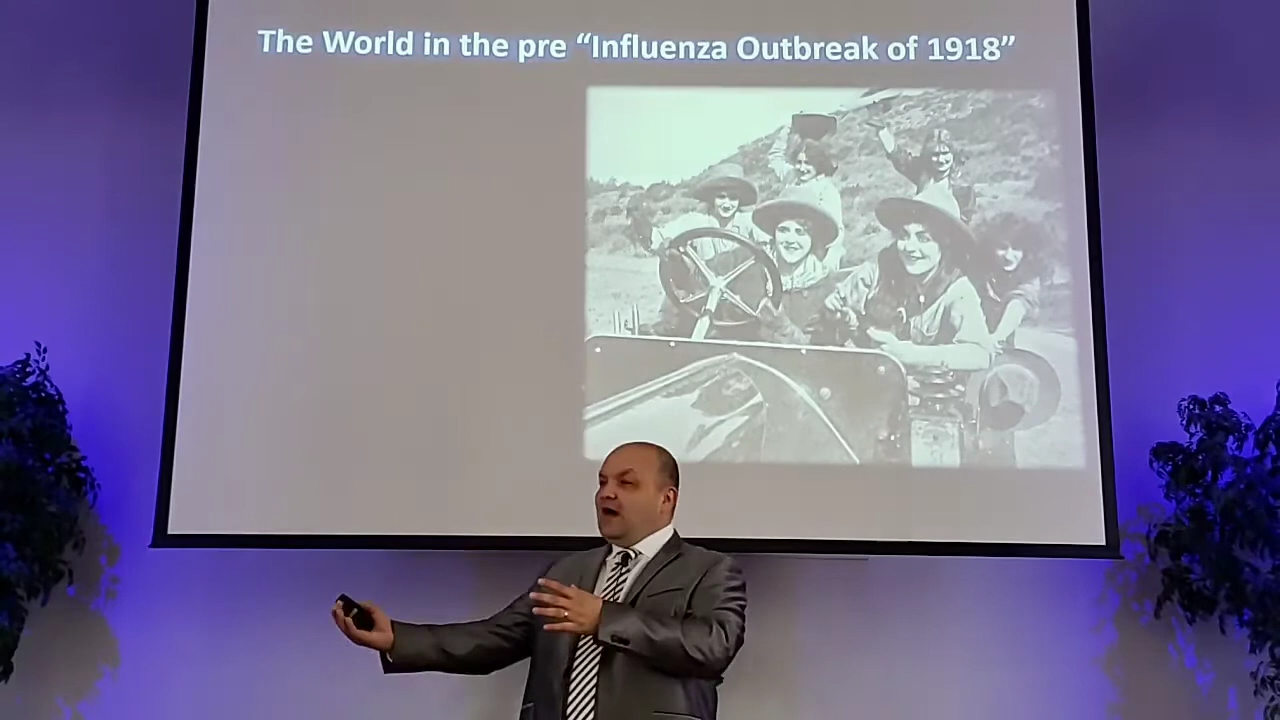 The World in the pre “Influenza Outbreak of 1918”